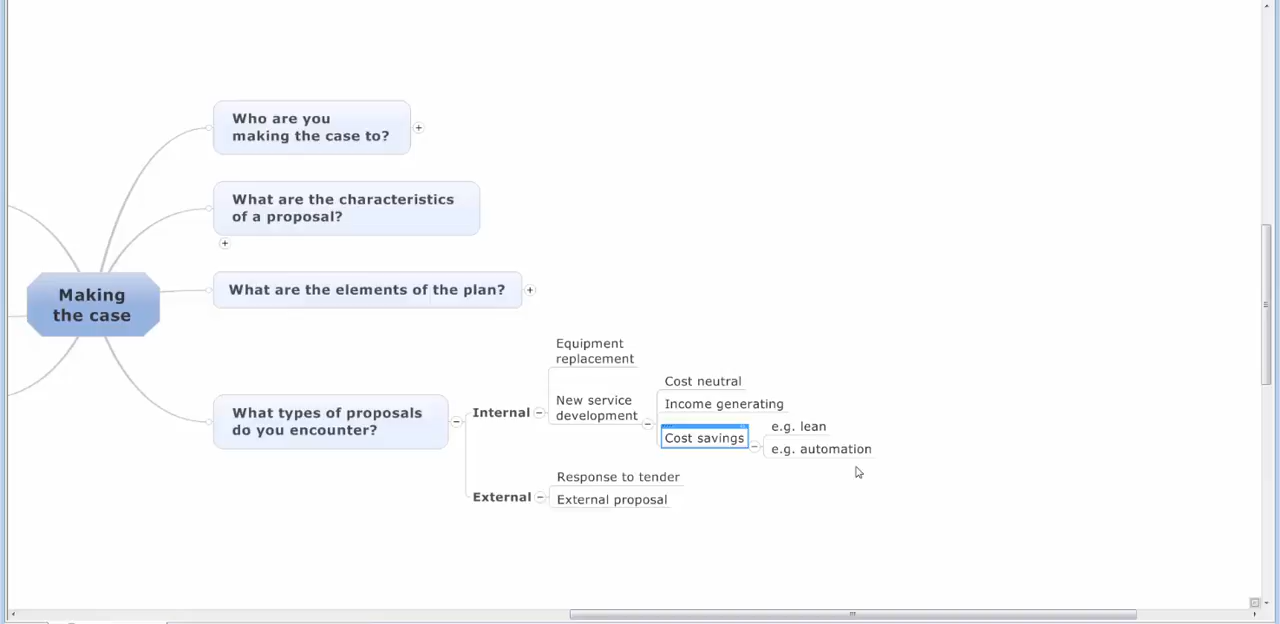 Who are you
making the case to?
What are the characteristics
of a proposal?
Making
the case
What are the elements of the plan?
What types of proposals
do you encounter?
Internal
Equipment
replacement
New service
development
Cost neutral
Income generating
Cost savings
e.g. lean
e.g. automation
External
Response to tender
External proposal